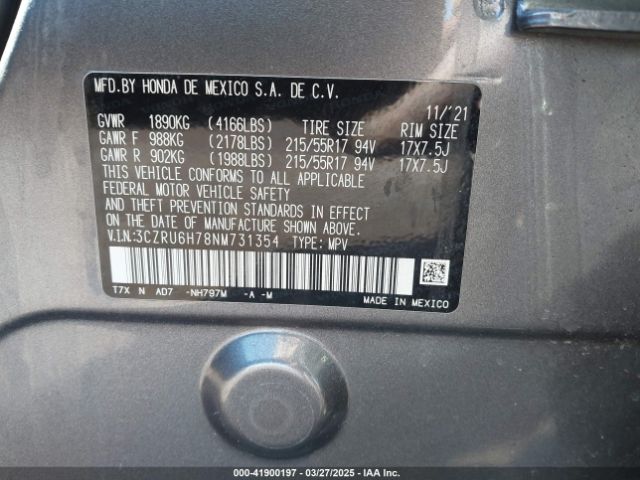 MFD.BY HONDA DE MEXICO S.A. DE C.V.
11/'21
GVWR 1890KG (4166LBS) TIRE SIZE RIM SIZE
GAWR F 988KG (2178LBS) 215/55R17 94V 17X7.5J
GAWR R 902KG (1988LBS) 215/55R17 94V 17X7.5J
THIS VEHICLE CONFORMS TO ALL APPLICABLE
FEDERAL MOTOR VEHICLE SAFETY
AND THEFT PREVENTION STANDARDS IN EFFECT
ON THE DATE OF MANUFACTURE SHOWN ABOVE.
V.I.N:3CZRU6H78NM731354 TYPE: MPV
T7X N AD7 -NH797M -A -M
MADE IN MEXICO
000-41900197 - 03/27/2025 - IAA Inc.